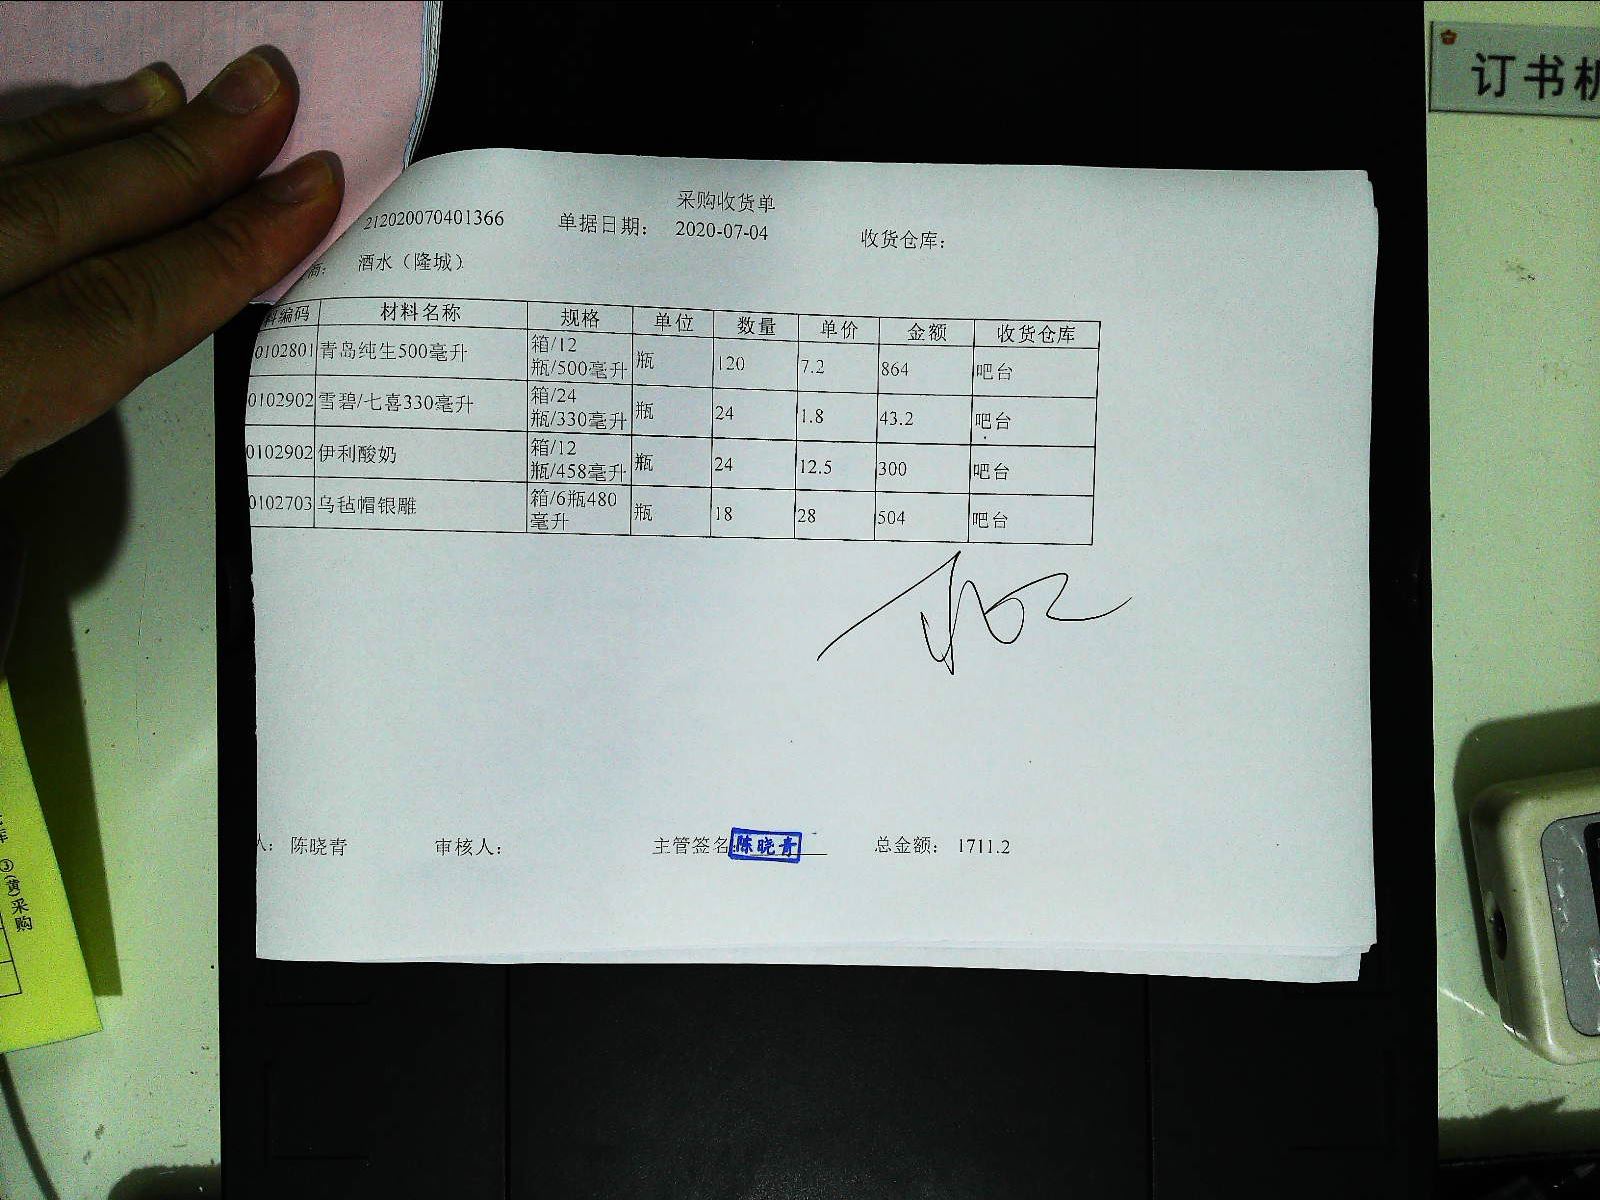 订书机
采购收货单
212020070401366 单据日期： 2020-07-04 收货仓库：
商： 酒水（隆城）
料编码 材料名称 规格 单位 数量 单价 金额 收货仓库
0102801 青岛纯生500毫升 箱/12 瓶/500毫升 瓶 120 7.2 864 吧台
0102902 雪碧/七喜330毫升 箱/24 瓶/330毫升 瓶 24 1.8 43.2 吧台
0102902 伊利酸奶 箱/12 瓶/458毫升 瓶 24 12.5 300 吧台
0102703 乌毡帽银雕 箱/6瓶480 毫升 瓶 18 28 504 吧台
人： 陈晓青 审核人： 主管签名： 陈晓青 总金额： 1711.2
③(黄)采购